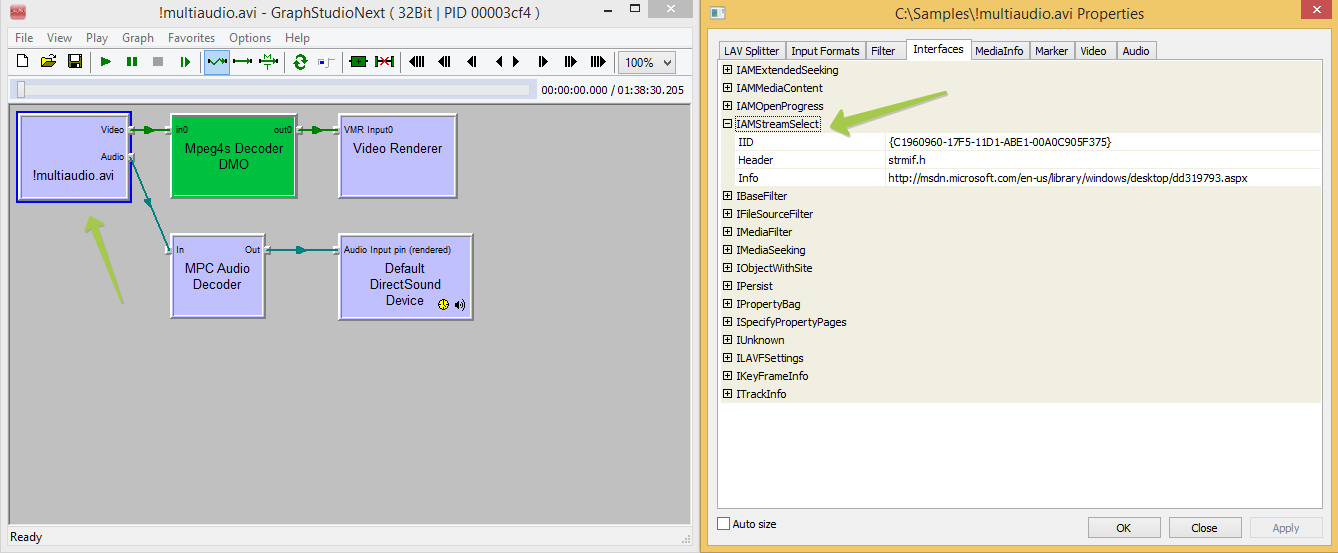 !multiaudio.avi - GraphStudioNext ( 32Bit | PID 00003cf4 )
File View Play Graph Favorites Options Help
100%
00:00:00.000 / 01:38:30.205
Video
Audio
!multiaudio.avi
in0 out0
Mpeg4s Decoder
DMO
VMR Input0
Video Renderer
In Out
MPC Audio
Decoder
Audio Input pin (rendered)
Default
DirectSound
Device
Ready
C:\Samples\!multiaudio.avi Properties
LAV Splitter Input Formats Filter Interfaces MediaInfo Marker Video Audio
IAMExtendedSeeking
IAMMediaContent
IAMOpenProgress
IAMStreamSelect
IID {C1960960-17F5-11D1-ABE1-00A0C905F375}
Header strmif.h
Info http://msdn.microsoft.com/en-us/library/windows/desktop/dd319793.aspx
IBaseFilter
IFileSourceFilter
IMediaFilter
IMediaSeeking
IObjectWithSite
IPersist
IPropertyBag
ISpecifyPropertyPages
IUnknown
ILAVFSettings
IKeyFrameInfo
ITrackInfo
Auto size
OK Close Apply